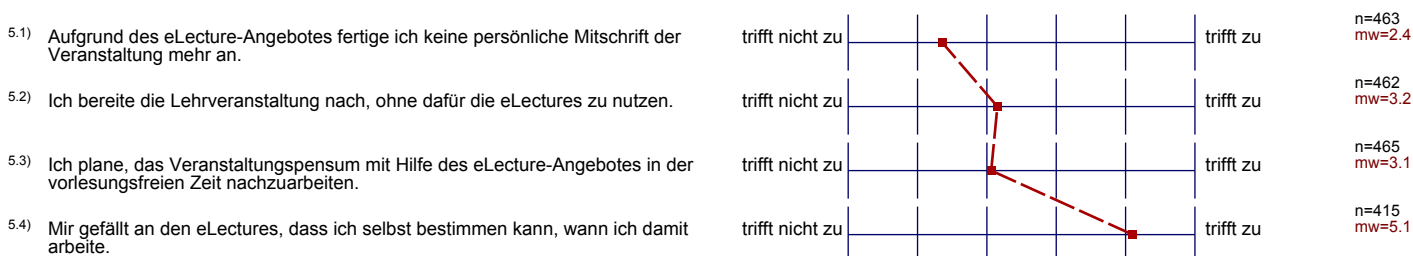 5.1) Aufgrund des eLecture-Angebotes fertige ich keine persönliche Mitschrift der
Veranstaltung mehr an.
trifft nicht zu
trifft zu
n=463
mw=2.4
5.2) Ich bereite die Lehrveranstaltung nach, ohne dafür die eLectures zu nutzen.
trifft nicht zu
trifft zu
n=462
mw=3.2
5.3) Ich plane, das Veranstaltungspensum mit Hilfe des eLecture-Angebotes in der
vorlesungsfreien Zeit nachzuarbeiten.
trifft nicht zu
trifft zu
n=465
mw=3.1
5.4) Mir gefällt an den eLectures, dass ich selbst bestimmen kann, wann ich damit
arbeite.
trifft nicht zu
trifft zu
n=415
mw=5.1